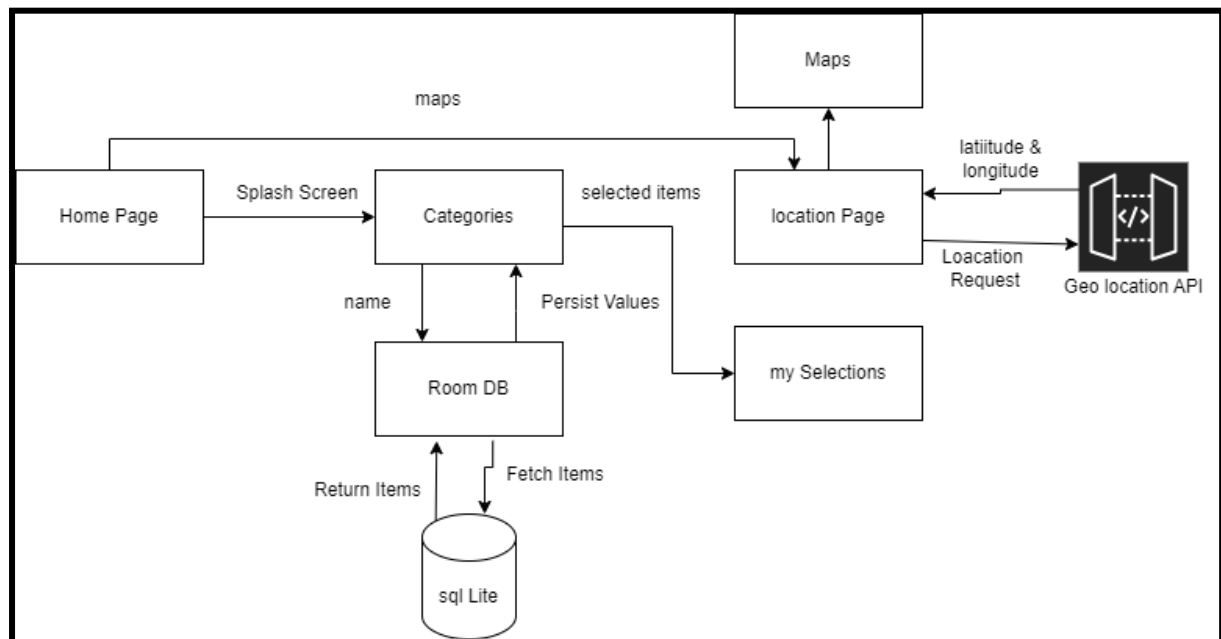 Maps
maps
latiitude &
longitude
Home Page
Splash Screen
Categories
selected items
location Page
</>
Loacation
Request
Geo location API
name
Persist Values
Room DB
my Selections
Return Items
Fetch Items
sql Lite